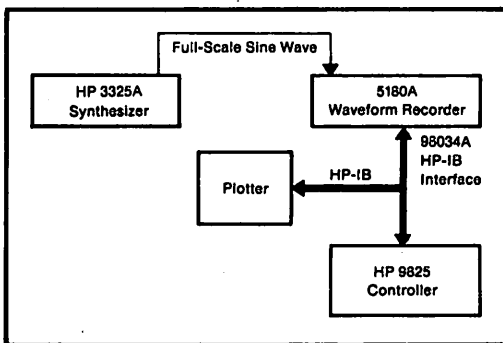 Full-Scale Sine Wave
HP 3325A
Synthesizer
5180A
Waveform Recorder
98034A
HP-IB
Interface
HP-IB
Plotter
HP 9825
Controller